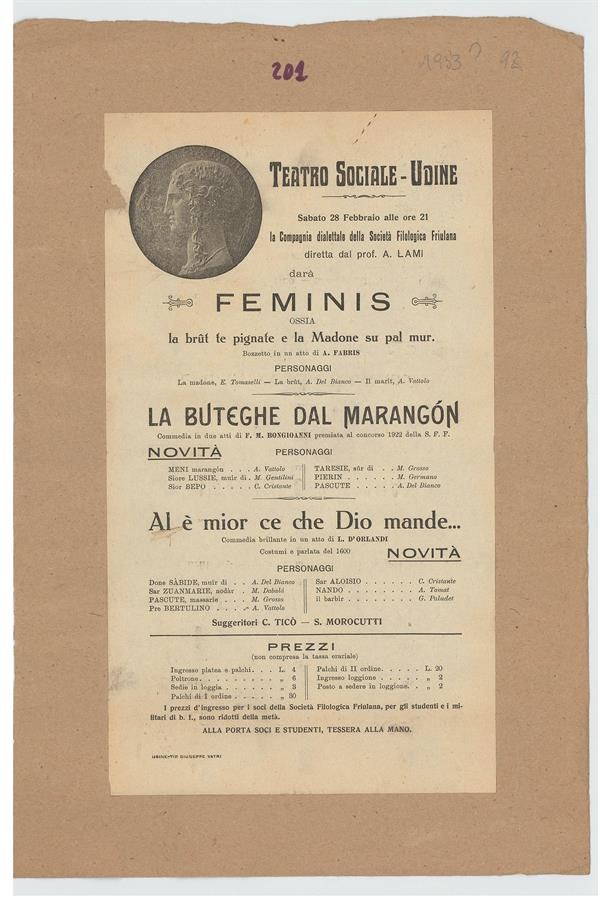 201
1933? 92
TEATRO SOCIALE - UDINE
Sabato 28 Febbraio alle ore 21
la Compagnia dialettale della Società Filologica Friulana
diretta dal prof. A. LAMI
darà
FEMINIS
OSSIA
la brût te pignate e la Madone su pal mur.
Bozzetto in un atto di A. FABRIS
PERSONAGGI
La madone, E. Tomaselli — La brût, A. Del Bianco — Il marit, A. Vattolo
LA BUTEGHE DAL MARANGÓN
Commedia in due atti di F. M. BONGIOANNI premiata al concorso 1922 della S. F. F.
NOVITÀ PERSONAGGI
MENI marangón . . . A. Vattolo
Siore LUSSIE, muir di . M. Gentilini
Sior BEPO . . . . . C. Cristante
TARESIE, sûr di . . M. Grosso
PIERIN . . . . . . M. Germano
PASCUTE . . . . . A. Del Bianco
Al è mior ce che Dio mande...
Commedia brillante in un atto di L. D'ORLANDI
Costumi e parlata del 1600 NOVITÀ
PERSONAGGI
Done SÀBIDE, muir di . . A. Del Bianco
Sar ZUANMARIE, nodâr . M. Dabalà
PASCUTE, massarie . . . M. Grosso
Pre BERTULINO . . . . A. Vattolo
Sar ALOISIO . . . . . . C. Cristante
NANDO . . . . . . . . A. Tomat
il barbîr . . . . . . . . G. Paludet
Suggeritori C. TICÒ — S. MOROCUTTI
PREZZI
(non compresa la tassa erariale)
Ingresso platea e palchi. . . L. 4
Poltrone. . . . . . . . . „ 6
Sedie in loggia . . . . . . „ 3
Palchi di I ordine . . . . . „ 30
Palchi di II ordine. . . . . L. 20
Ingresso loggione . . . . . „ 2
Posto a sedere in loggione. . „ 2
I prezzi d'ingresso per i soci della Società Filologica Friulana, per gli studenti e i mi-
litari di b. f., sono ridotti della metà.
ALLA PORTA SOCI E STUDENTI, TESSERA ALLA MANO.
UDINE-TIP GIUSEPPE VATRI